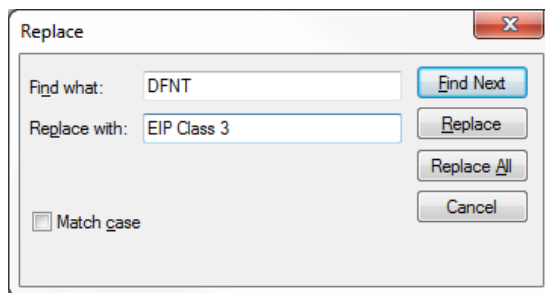 Replace
Find what:
DFNT
Find Next
Replace with:
EIP Class 3
Replace
Replace All
Match case
Cancel